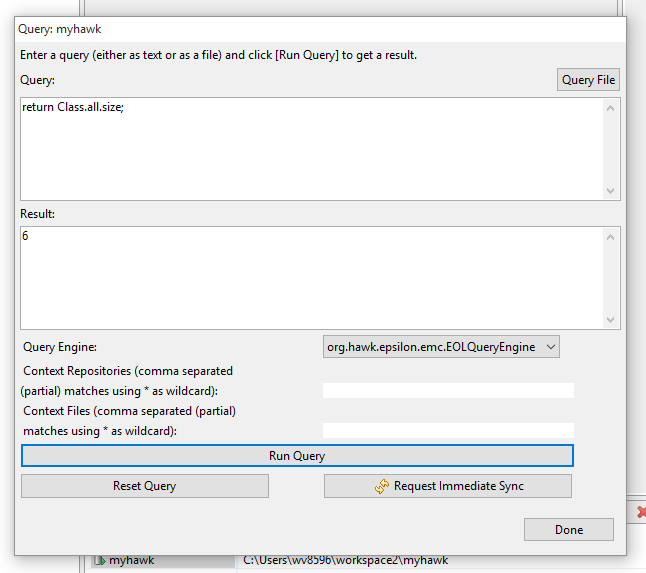 Query: myhawk
Enter a query (either as text or as a file) and click [Run Query] to get a result.
Query:
Query File
return Class.all.size;
Result:
6
Query Engine:
org.hawk.epsilon.emc.EOLQueryEngine
Context Repositories (comma separated
(partial) matches using * as wildcard):
Context Files (comma separated (partial)
matches using * as wildcard):
Run Query
Reset Query
Request Immediate Sync
Done
myhawk
C:\Users\wv8596\workspace2\myhawk